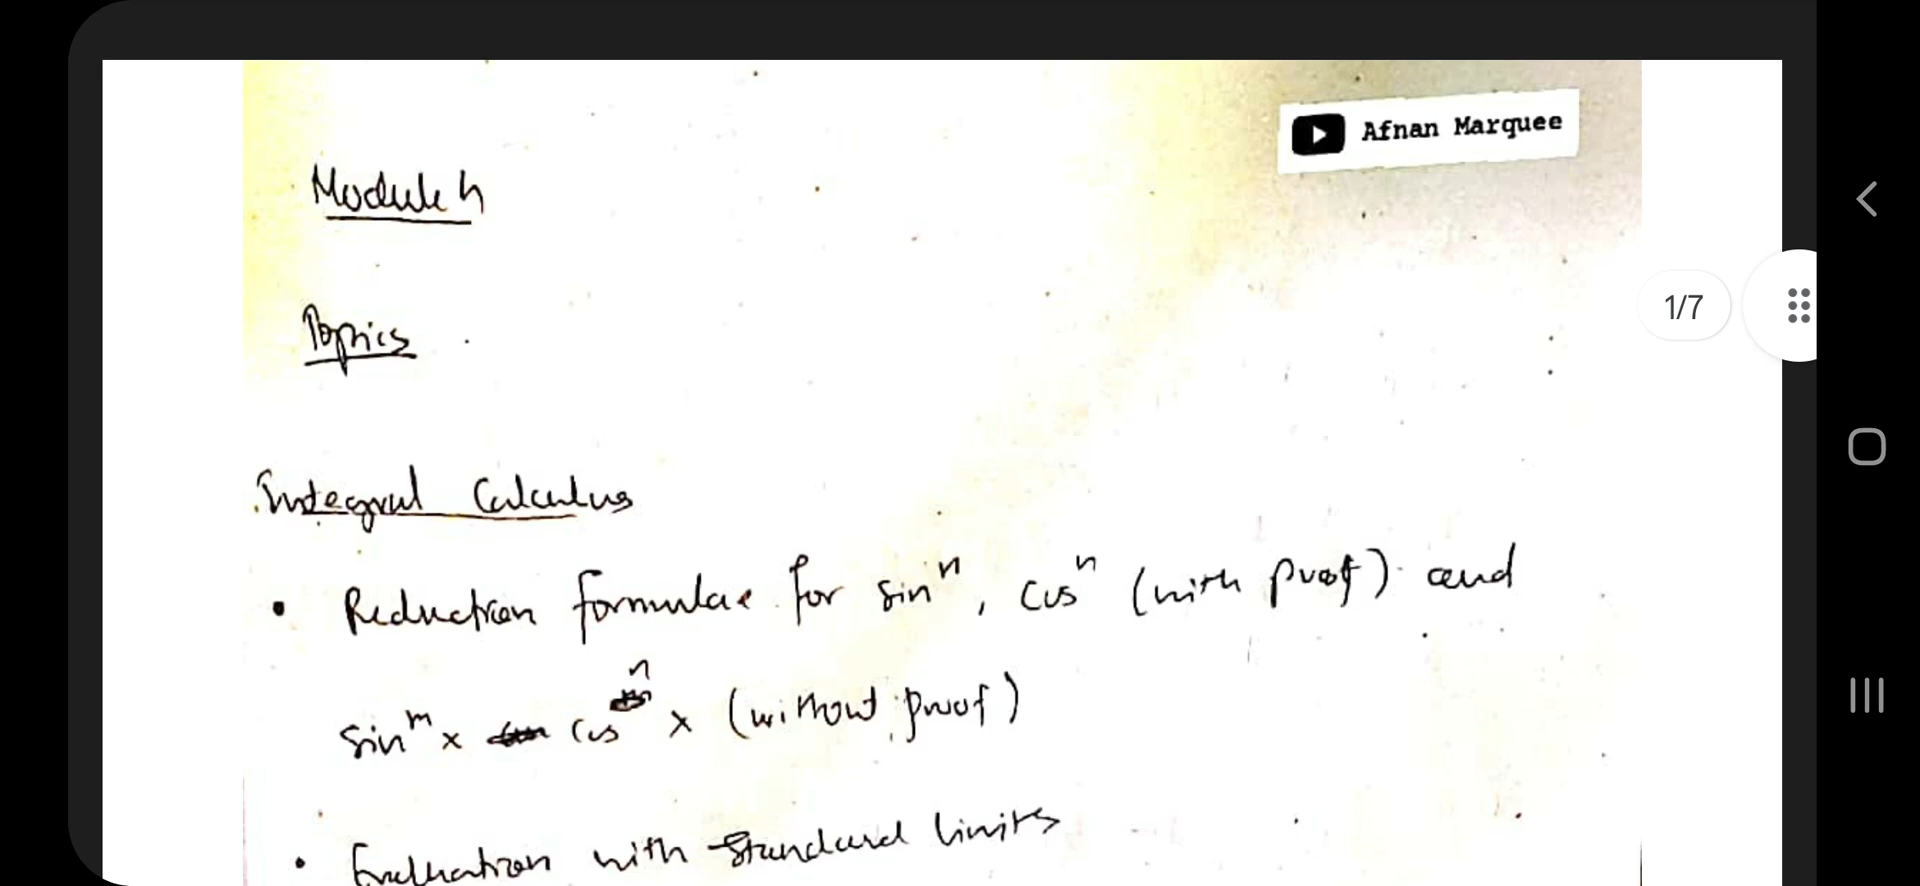 Afnan Marquee
Module 4
Topics
1/7
Integral Calculus
• Reduction formulae for sinⁿ, cosⁿ (with proof) and
sinᵐx cosⁿx (without proof)
• Evaluation with standard limits